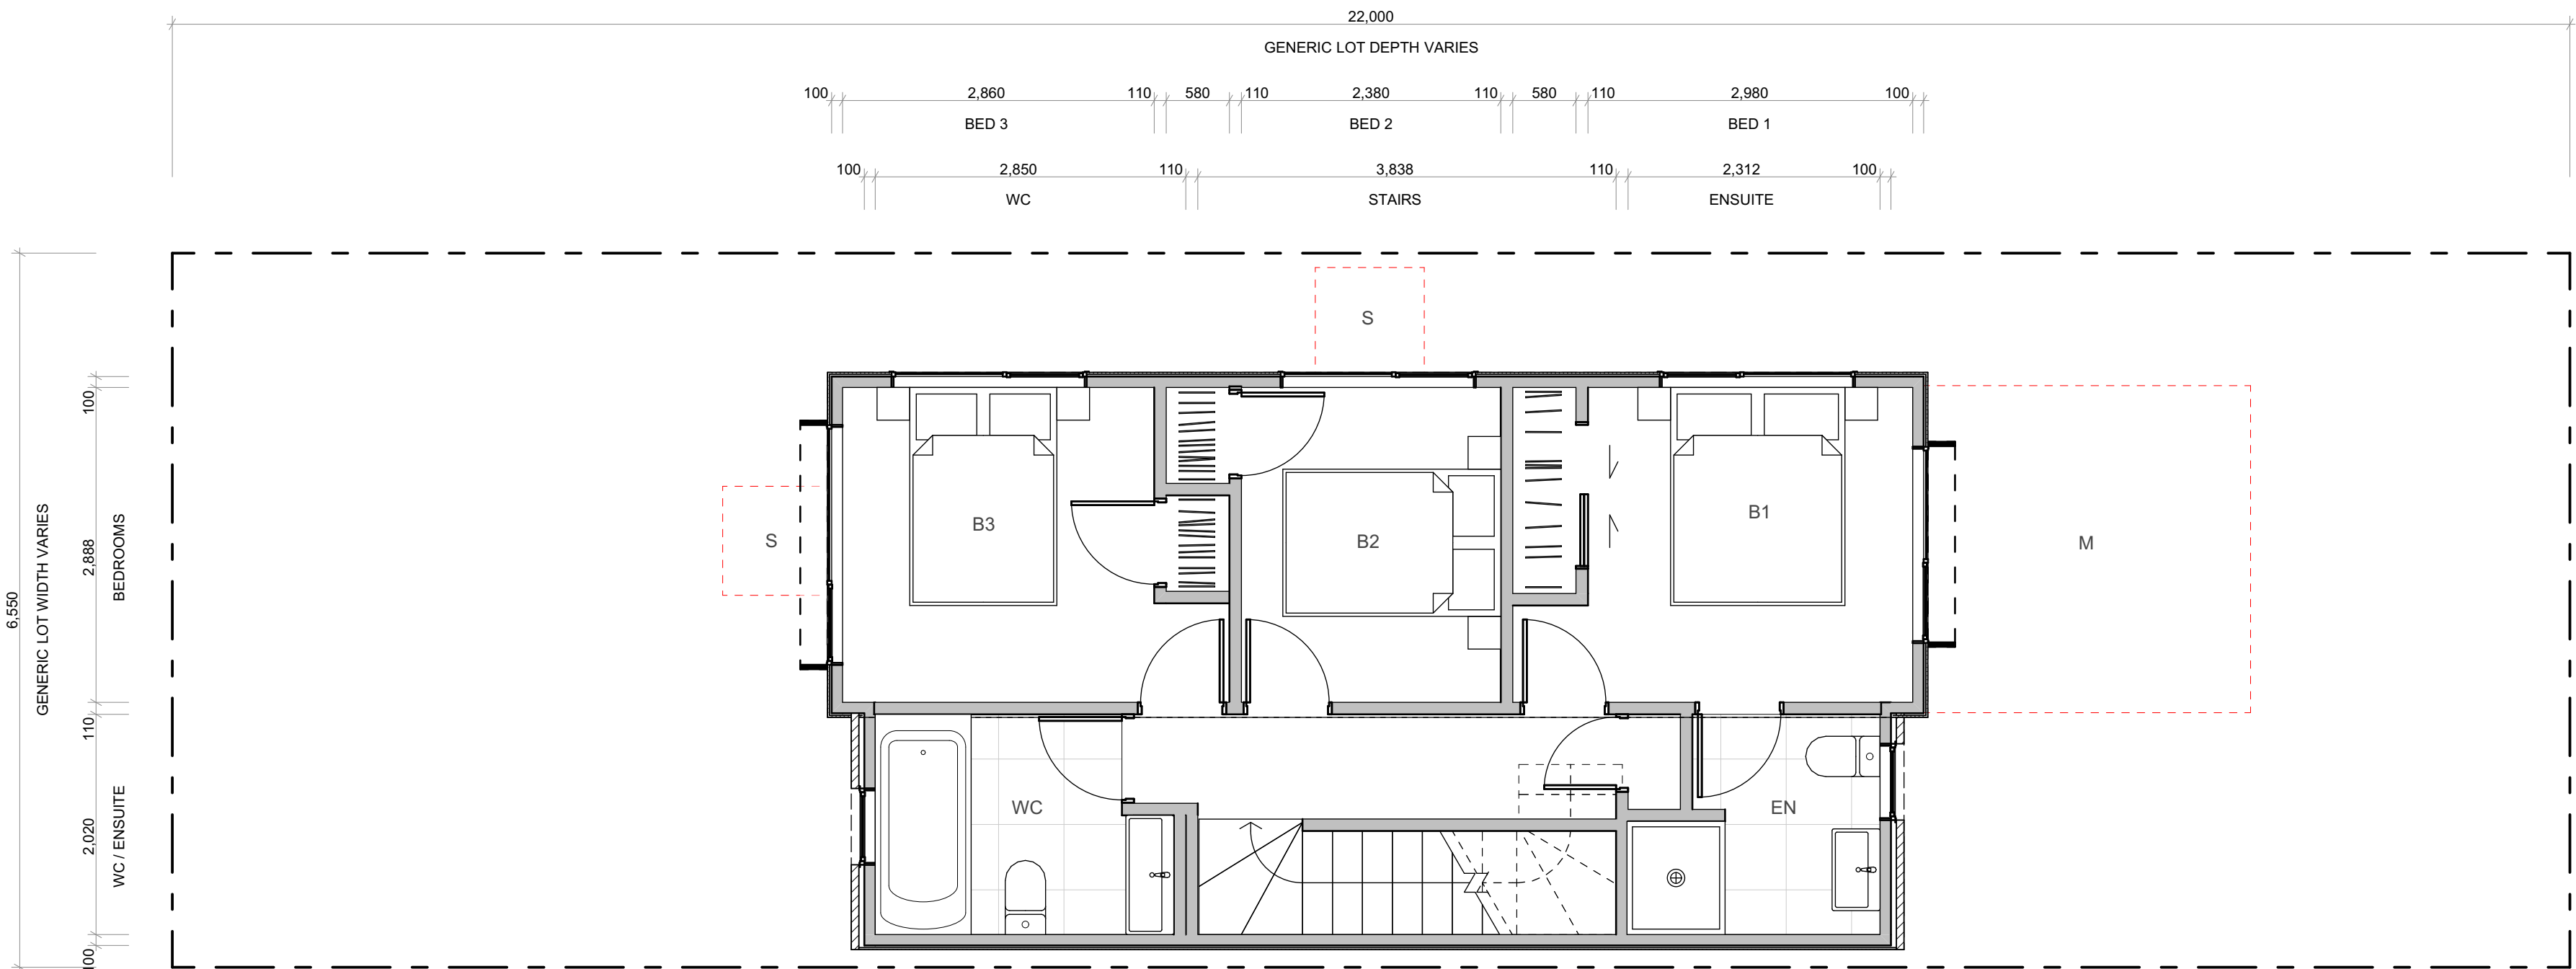 22,000
GENERIC LOT DEPTH VARIES
100 2,860 110 580 110 2,380 110 580 110 2,980 100
BED 3 BED 2 BED 1
100 2,850 110 3,838 110 2,312 100
WC STAIRS ENSUITE
6,550
GENERIC LOT WIDTH VARIES
100
2,888
110
2,020
100
BEDROOMS
WC / ENSUITE
S
S
B3
B2
B1
M
WC
EN